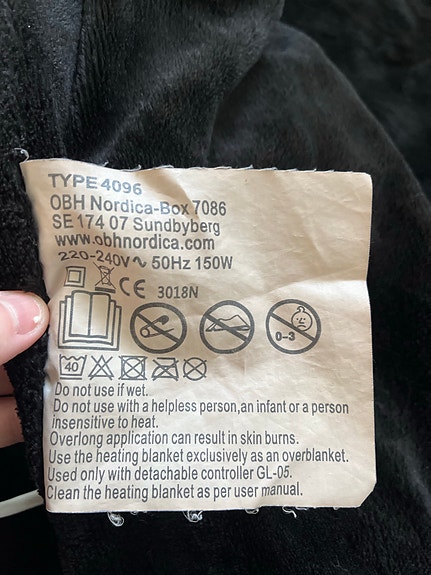 TYPE 4096
OBH Nordica-Box 7086
SE 174 07 Sundbyberg
www.obhnordica.com
220-240V∿ 50Hz 150W
CE 3018N
0-3
40
Do not use if wet.
Do not use with a helpless person,an infant or a person
insensitive to heat.
Overlong application can result in skin burns.
Use the heating blanket exclusively as an overblanket.
Used only with detachable controller GL-05.
Clean the heating blanket as per user manual.